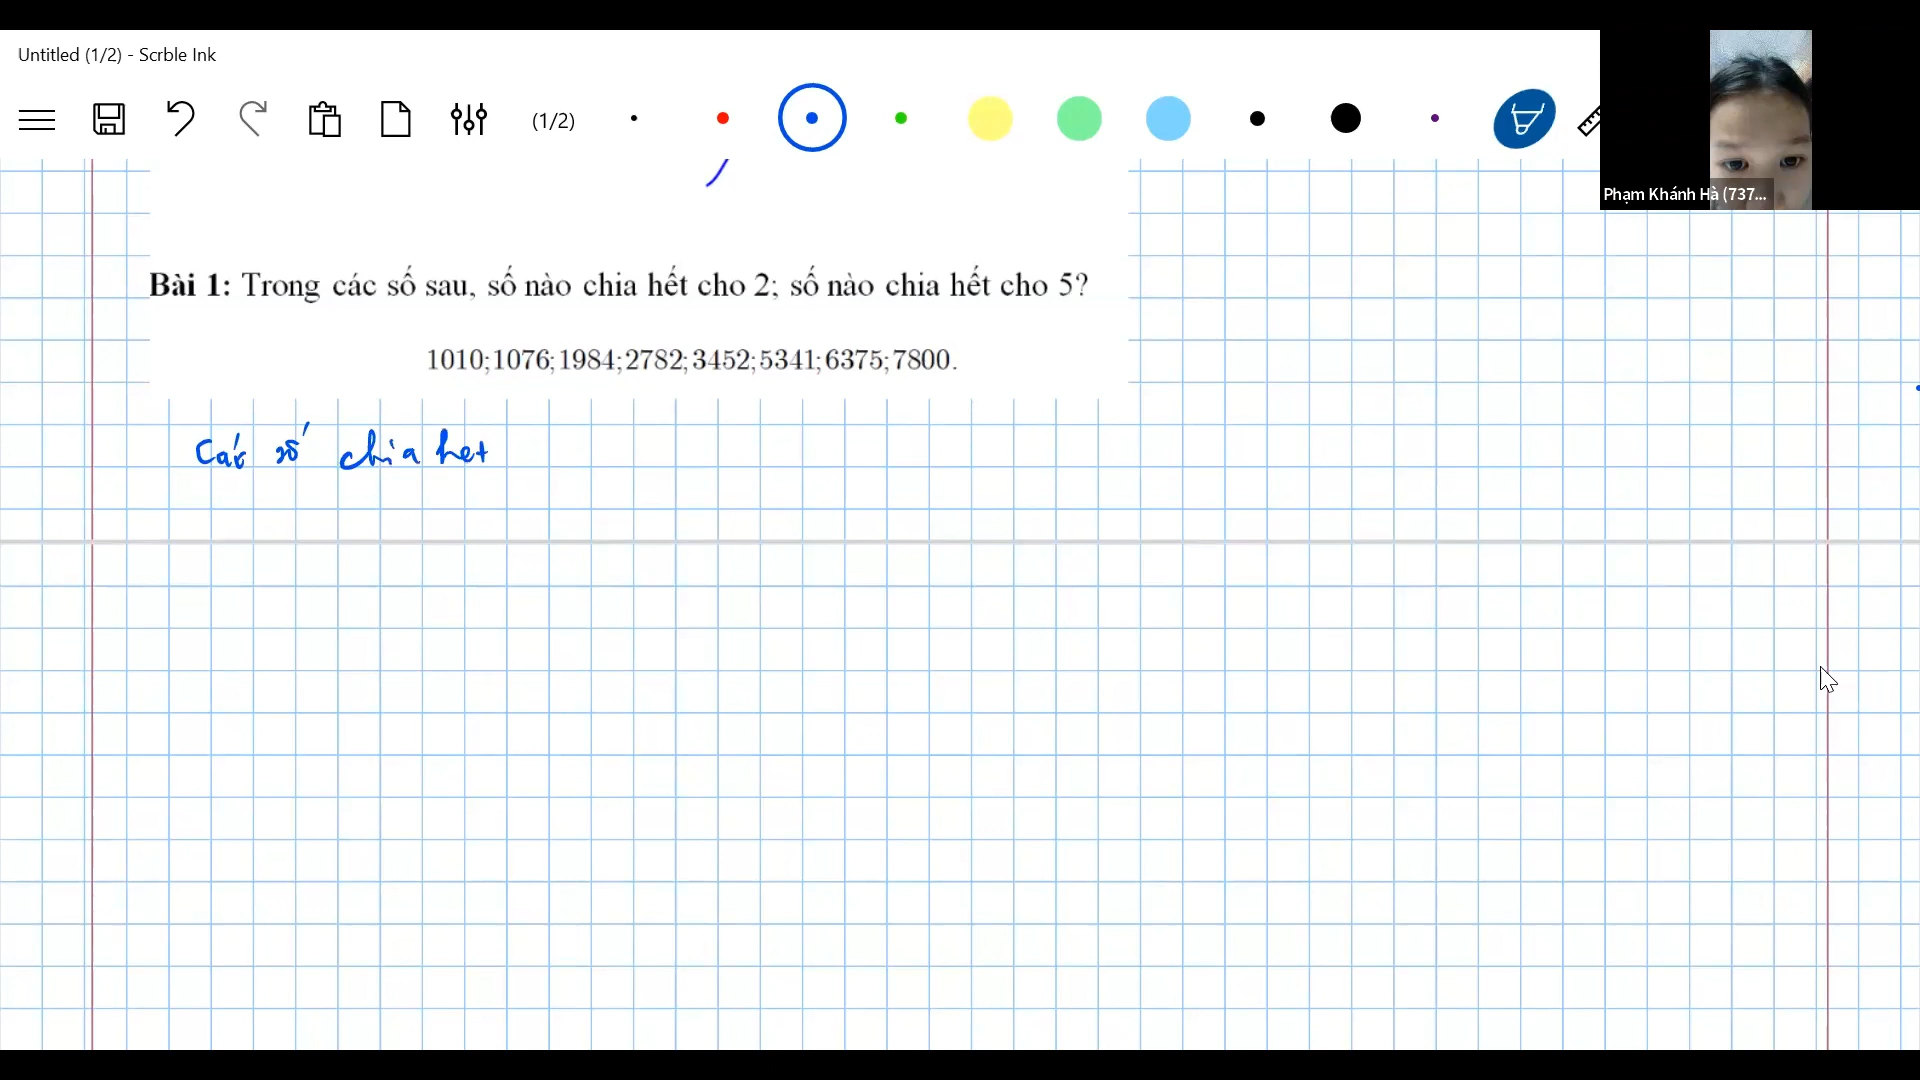 Untitled (1/2) - Scrble Ink
(1/2)
Phạm Khánh Hà (737...
Bài 1: Trong các số sau, số nào chia hết cho 2; số nào chia hết cho 5?
1010;1076;1984;2782;3452;5341;6375;7800.
Các số chia het